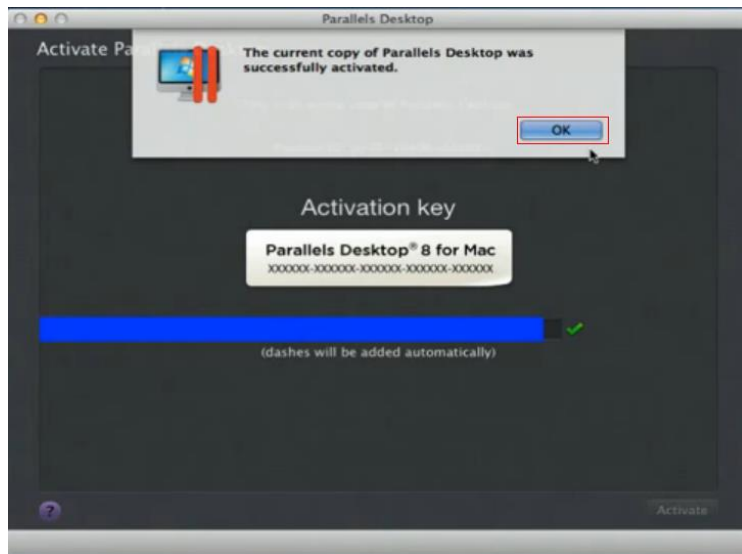 Parallels Desktop
Activate Pa
The current copy of Parallels Desktop was
successfully activated.
OK
Activation key
Parallels Desktop® 8 for Mac
XXXXXX-XXXXXX-XXXXXX-XXXXXX-XXXXXX
(dashes will be added automatically)
?
Activate